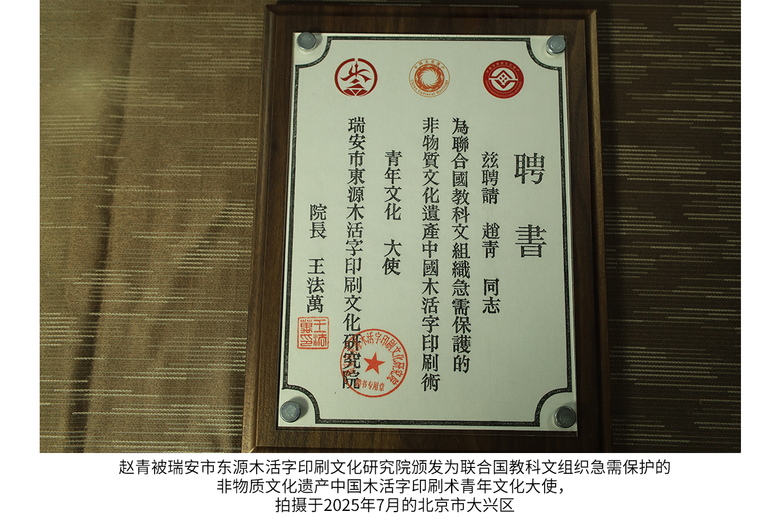 聘書
玆聘請 趙青 同志
為聯合國教科文組織急需保護的
非物質文化遺產中國木活字印刷術
青年文化 大使
瑞安市東源木活字印刷文化研究院
院長 王法萬
赵青被瑞安市东源木活字印刷文化研究院颁发为联合国教科文组织急需保护的
非物质文化遗产中国木活字印刷术青年文化大使，
拍摄于2025年7月的北京市大兴区